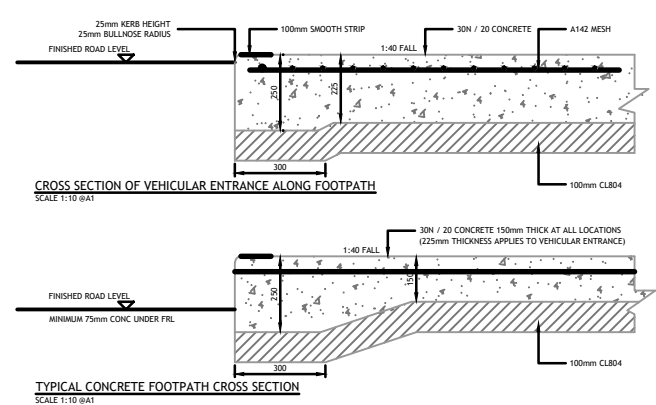 25mm KERB HEIGHT
25mm BULLNOSE RADIUS
100mm SMOOTH STRIP
30N / 20 CONCRETE
A142 MESH
FINISHED ROAD LEVEL
1:40 FALL
250
225
300
100mm CL804
CROSS SECTION OF VEHICULAR ENTRANCE ALONG FOOTPATH
SCALE 1:10 @A1
30N / 20 CONCRETE 150mm THICK AT ALL LOCATIONS
(225mm THICKNESS APPLIES TO VEHICULAR ENTRANCE)
1:40 FALL
250
150
FINISHED ROAD LEVEL
MINIMUM 75mm CONC UNDER FRL
300
100mm CL804
TYPICAL CONCRETE FOOTPATH CROSS SECTION
SCALE 1:10 @A1